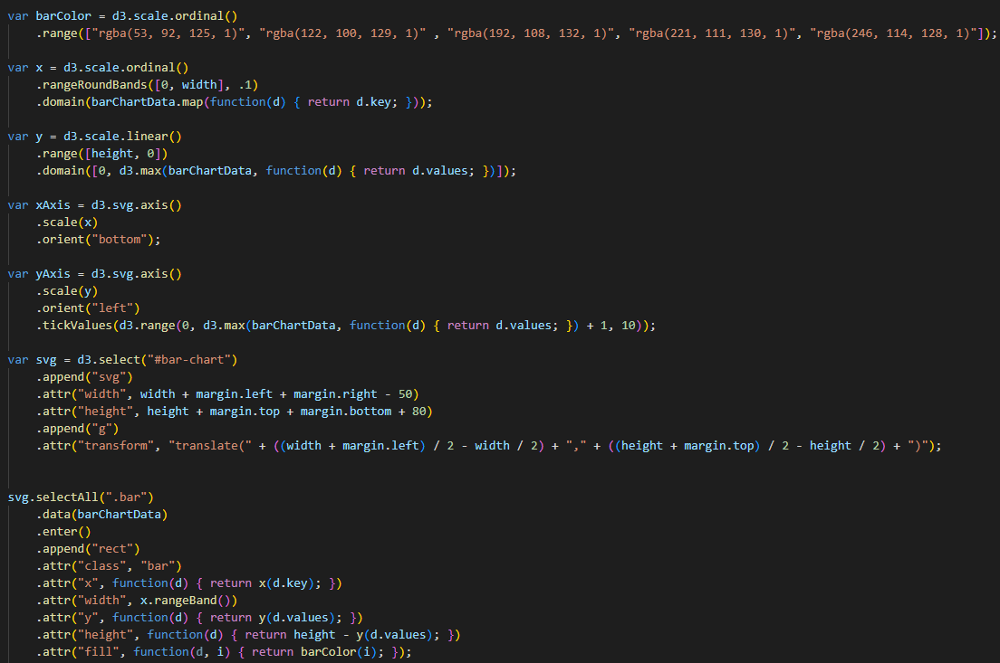 var barColor = d3.scale.ordinal()
    .range(["rgba(53, 92, 125, 1)", "rgba(122, 100, 129, 1)" , "rgba(192, 108, 132, 1)", "rgba(221, 111, 130, 1)", "rgba(246, 114, 128, 1)"]);

var x = d3.scale.ordinal()
    .rangeRoundBands([0, width], .1)
    .domain(barChartData.map(function(d) { return d.key; }));

var y = d3.scale.linear()
    .range([height, 0])
    .domain([0, d3.max(barChartData, function(d) { return d.values; })]);

var xAxis = d3.svg.axis()
    .scale(x)
    .orient("bottom");

var yAxis = d3.svg.axis()
    .scale(y)
    .orient("left")
    .tickValues(d3.range(0, d3.max(barChartData, function(d) { return d.values; }) + 1, 10));

var svg = d3.select("#bar-chart")
    .append("svg")
    .attr("width", width + margin.left + margin.right - 50)
    .attr("height", height + margin.top + margin.bottom + 80)
    .append("g")
    .attr("transform", "translate(" + ((width + margin.left) / 2 - width / 2) + "," + ((height + margin.top) / 2 - height / 2) + ")");


svg.selectAll(".bar")
    .data(barChartData)
    .enter()
    .append("rect")
    .attr("class", "bar")
    .attr("x", function(d) { return x(d.key); })
    .attr("width", x.rangeBand())
    .attr("y", function(d) { return y(d.values); })
    .attr("height", function(d) { return height - y(d.values); })
    .attr("fill", function(d, i) { return barColor(i); });